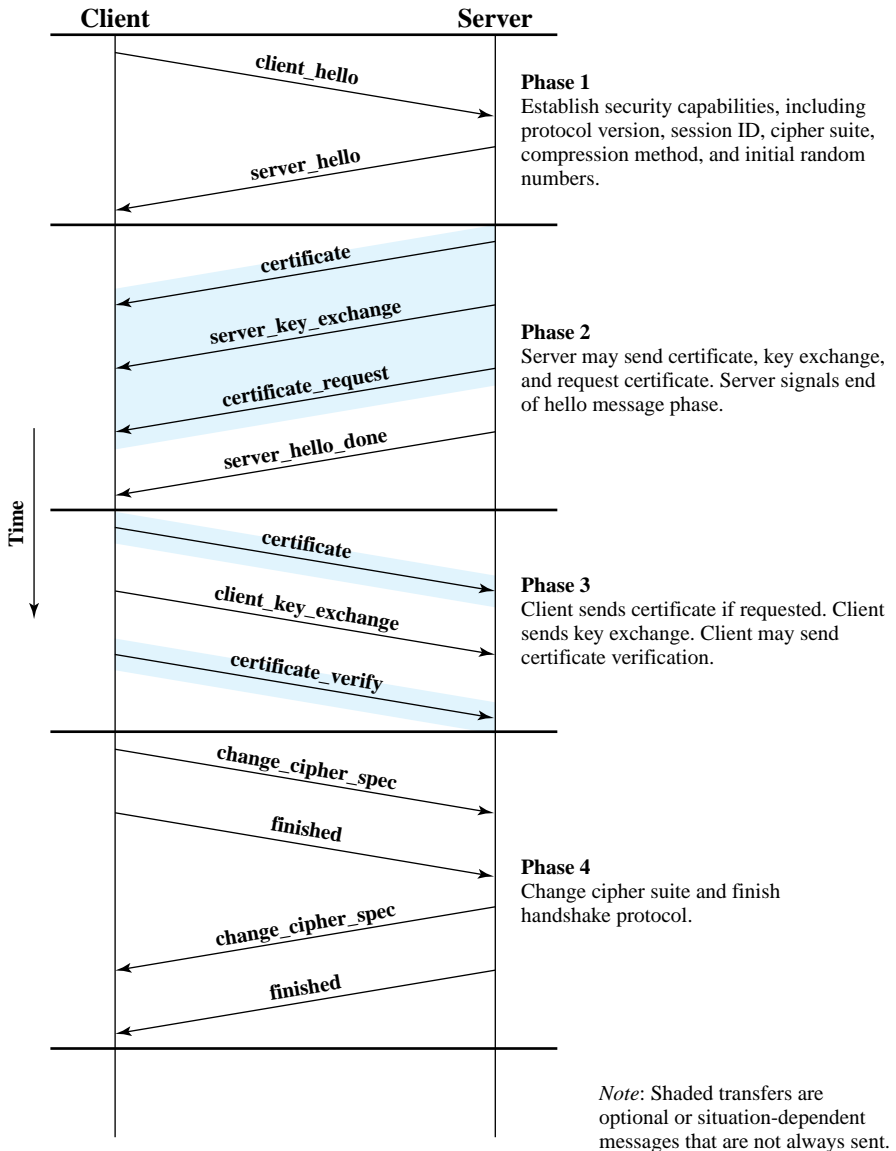 Client
Server
client_hello
server_hello
Phase 1
Establish security capabilities, including
protocol version, session ID, cipher suite,
compression method, and initial random
numbers.
certificate
server_key_exchange
certificate_request
server_hello_done
Phase 2
Server may send certificate, key exchange,
and request certificate. Server signals end
of hello message phase.
Time
certificate
client_key_exchange
certificate_verify
Phase 3
Client sends certificate if requested. Client
sends key exchange. Client may send
certificate verification.
change_cipher_spec
finished
change_cipher_spec
finished
Phase 4
Change cipher suite and finish
handshake protocol.
Note: Shaded transfers are
optional or situation-dependent
messages that are not always sent.